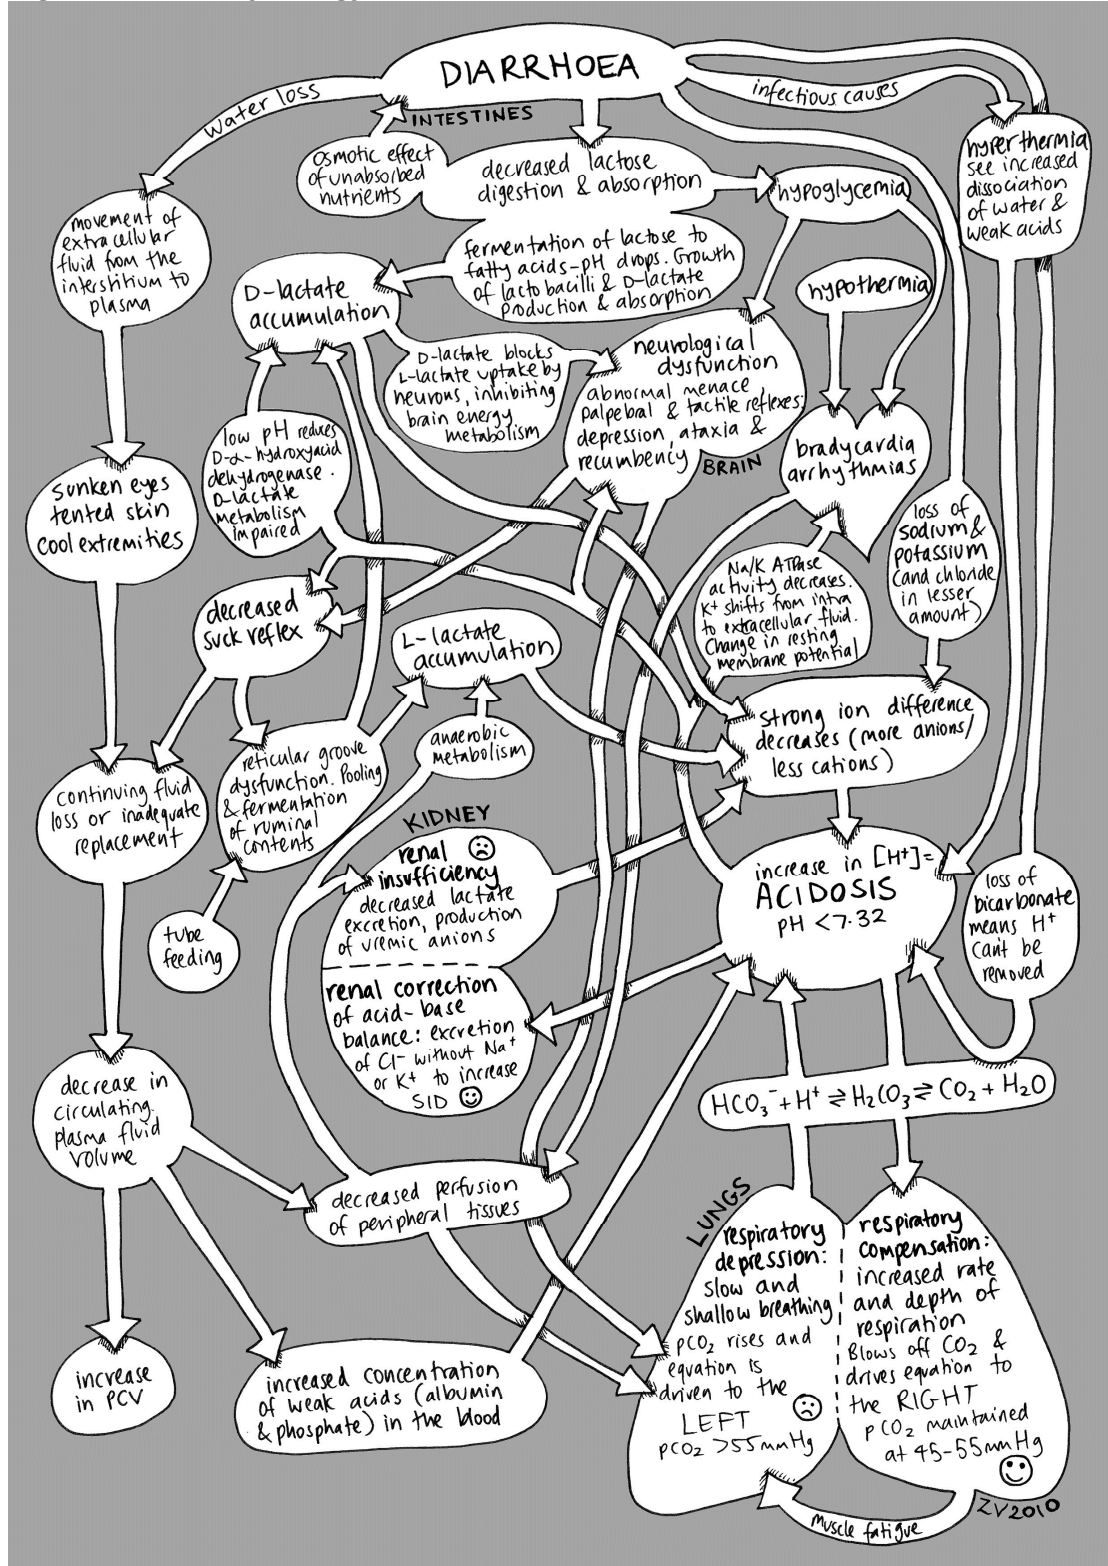 DIARRHOEA
Water loss
infectious causes
INTESTINES
Osmotic effect
of unabsorbed
nutrients
decreased lactose
digestion & absorption
hypoglycemia
hyperthermia
see increased
dissociation
of water &
weak acids
movement of
extracellular
fluid from the
interstitium to
plasma
fermentation of lactose to
fatty acids-pH drops. Growth
of lactobacilli & D-lactate
Production & absorption
D-lactate
accumulation
hypothermia
D-lactate blocks
L-lactate uptake by
neurons, inhibiting
brain energy
metabolism
neurological
dysfunction
abnormal menace,
palpebral & tactile reflexes:
depression, ataxia &
recumbency
BRAIN
bradycardia
arrhythmias
low pH reduces
D-α-hydroxyacid
dehydrogenase.
D-lactate
metabolism
impaired
sunken eyes
tented skin
cool extremities
loss of
sodium &
potassium
(and chloride
in lesser
amount)
Na/K ATPase
activity decreases.
K+ shifts from intra
to extracellular fluid.
Change in resting
membrane potential
decreased
suck reflex
L-lactate
accumulation
anaerobic
metabolism
strong ion difference
decreases (more anions/
less cations)
reticular groove
dysfunction. Pooling
& fermentation
of ruminal
contents
continuing fluid
loss or inadequate
replacement
tube
feeding
KIDNEY
renal
insufficiency
decreased lactate
excretion, production
of uremic anions
renal correction
of acid-base
balance: excretion
of Cl⁻ without Na⁺
or K⁺ to increase
SID
increase in [H⁺]=
ACIDOSIS
pH <7.32
loss of
bicarbonate
means H⁺
can't be
removed
HCO₃⁻ + H⁺ ⇌ H₂CO₃ ⇌ CO₂ + H₂O
decrease in
circulating
plasma fluid
volume
decreased perfusion
of peripheral tissues
increase
in PCV
increased concentration
of weak acids (albumin
& phosphate) in the blood
LUNGS
respiratory
depression:
slow and
shallow breathing
pCO₂ rises and
equation is
driven to the
LEFT
pCO₂ >55mmHg
respiratory
compensation:
increased rate
and depth of
respiration
Blows off CO₂ &
drives equation to
the RIGHT
pCO₂ maintained
at 45-55mmHg
muscle fatigue
ZV2010